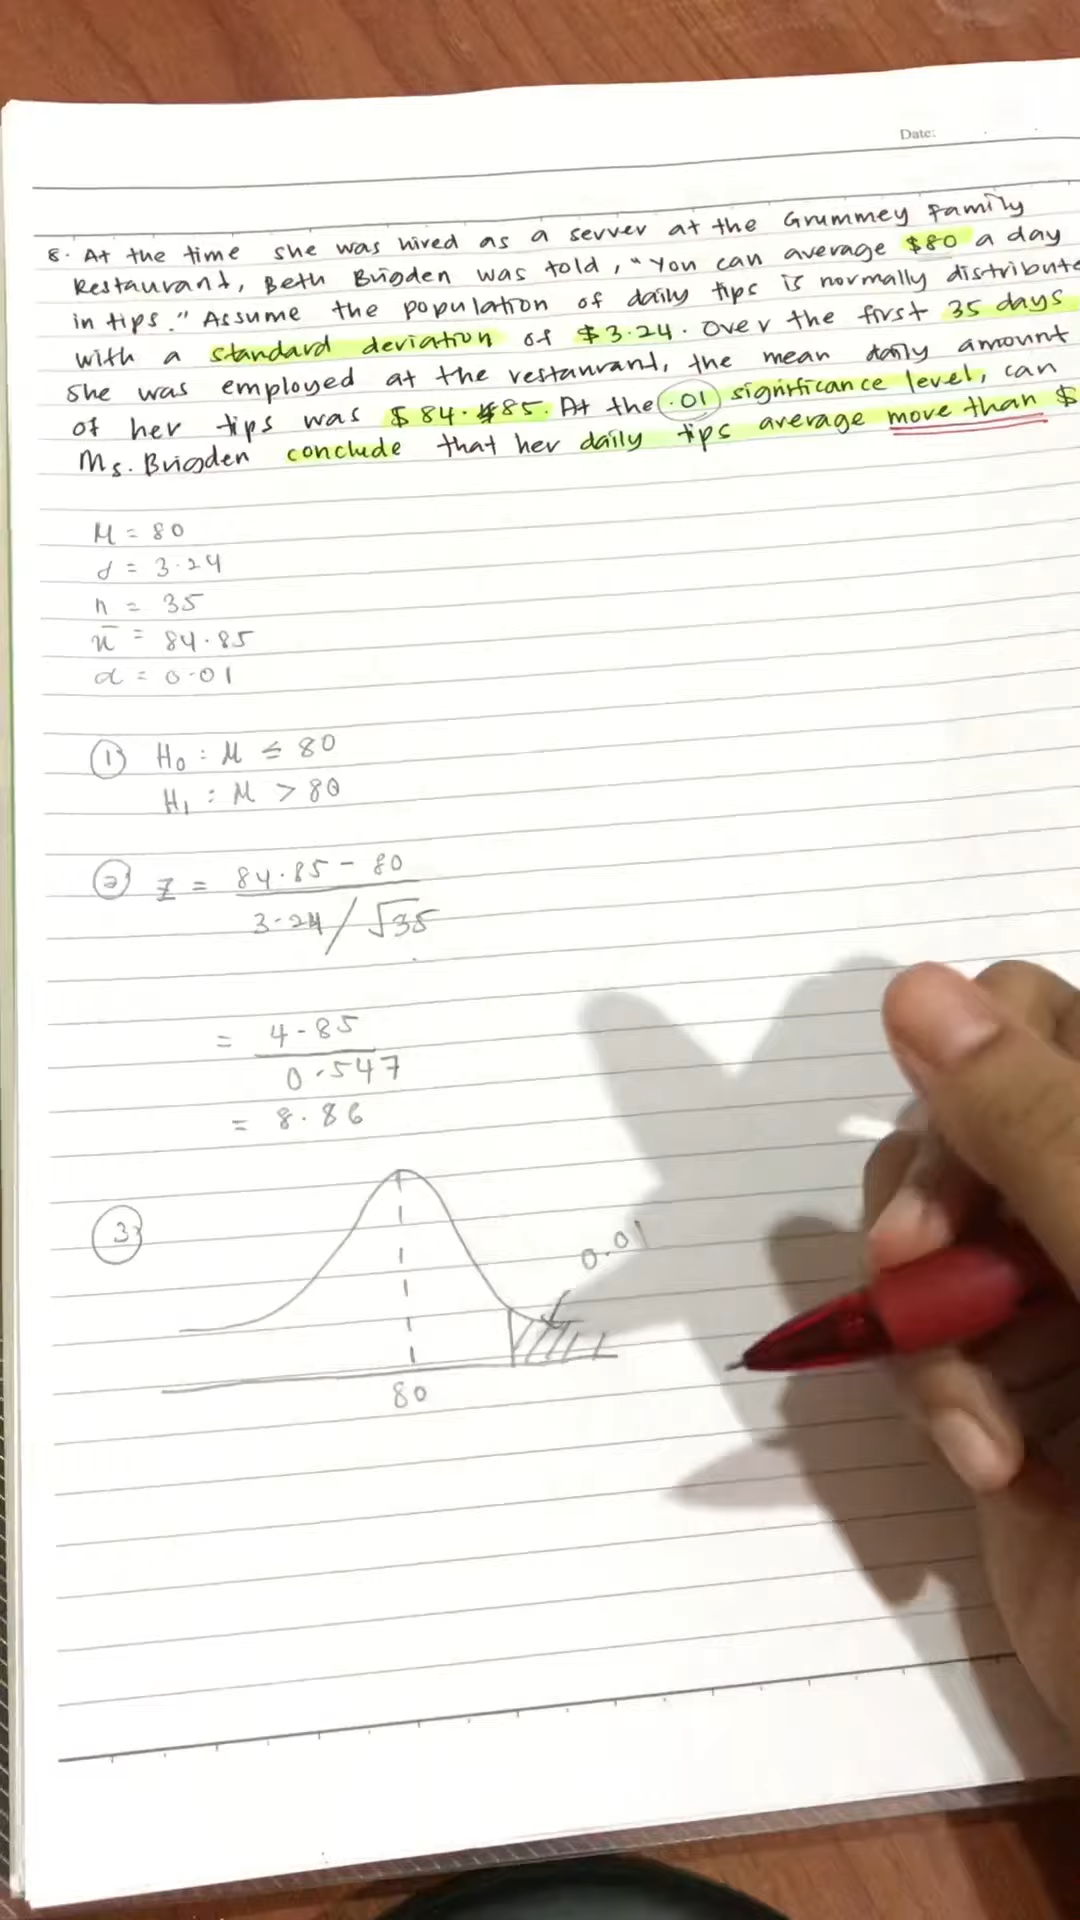 Date:
8. At the time she was hired as a server at the Grummey Family
Restaurant, Beth Brigden was told, "You can average $80 a day
in tips." Assume the population of daily tips is normally distribute
with a standard deviation of $3.24. Over the first 35 days
she was employed at the restaurant, the mean daily amount
of her tips was $84.85. At the .01 significance level, can
Ms. Brigden conclude that her daily tips average more than $
μ = 80
σ = 3.24
n = 35
x̄ = 84.85
α = 0.01
① H₀ : μ ≤ 80
H₁ : μ > 80
② Z = 84.85 - 80
3.24 / √35
= 4.85
0.547
= 8.86
③
0.01
80